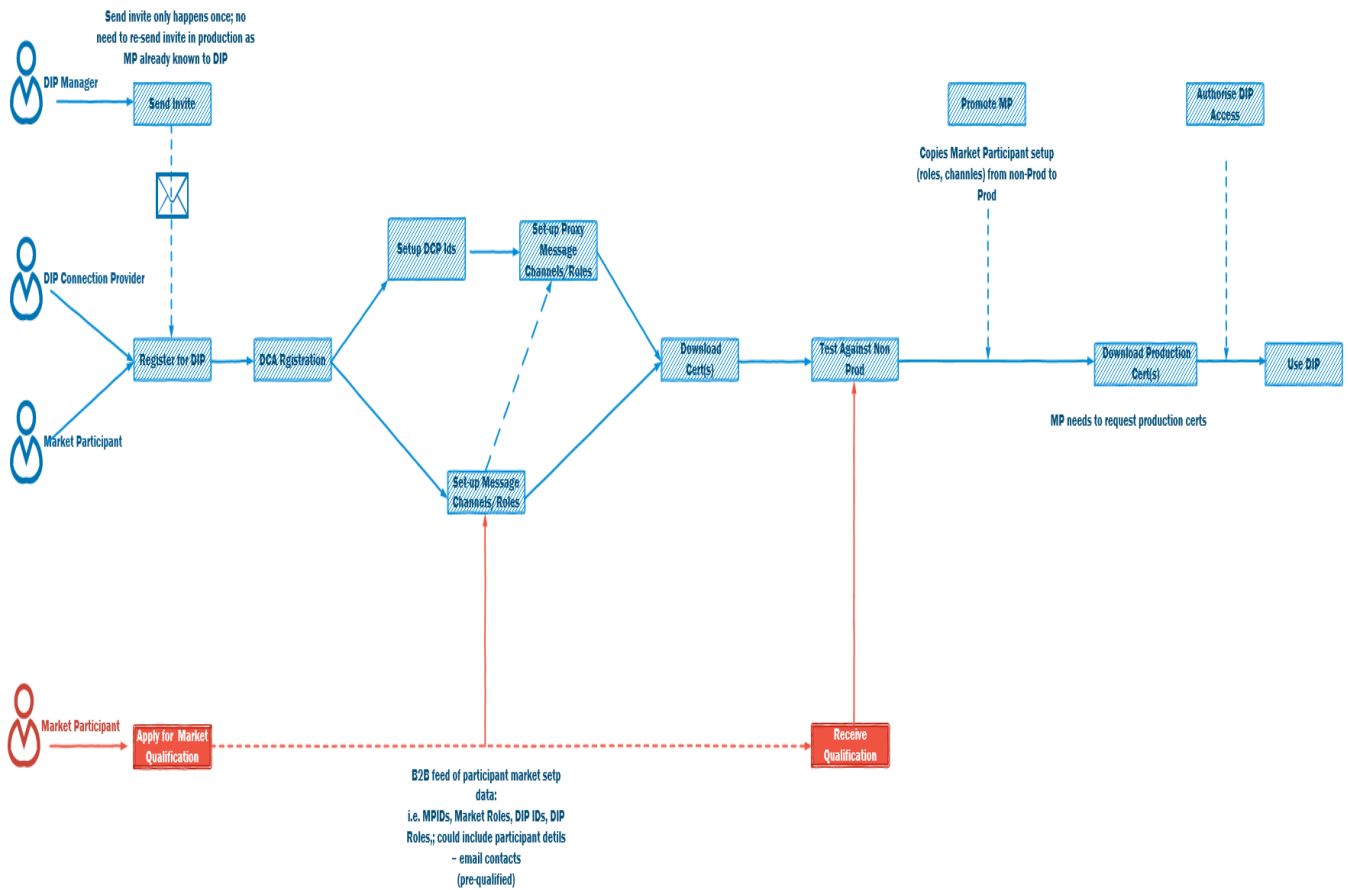 Send invite only happens once; no
need to re-send invite in production as
MP already known to DIP
DIP Manager
Send Invite
Promote MP
Authorise DIP
Access
Copies Market Participant setup
(roles, channles) from non-Prod to
Prod
Setup DCP Ids
Set-up Proxy
Message
Channels/Roles
DIP Connection Provider
Register for DIP
DCA Rgistration
Download
Cert(s)
Test Against Non
Prod
Download Production
Cert(s)
Use DIP
MP needs to request production certs
Market Participant
Set-up Message
Channels/Roles
Market Participant
Apply for Market
Qualification
Receive
Qualification
B2B feed of participant market setp
data:
i.e. MPIDs, Market Roles, DIP IDs, DIP
Roles,; could include participant detils
– email contacts
(pre-qualified)